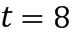 t = 8